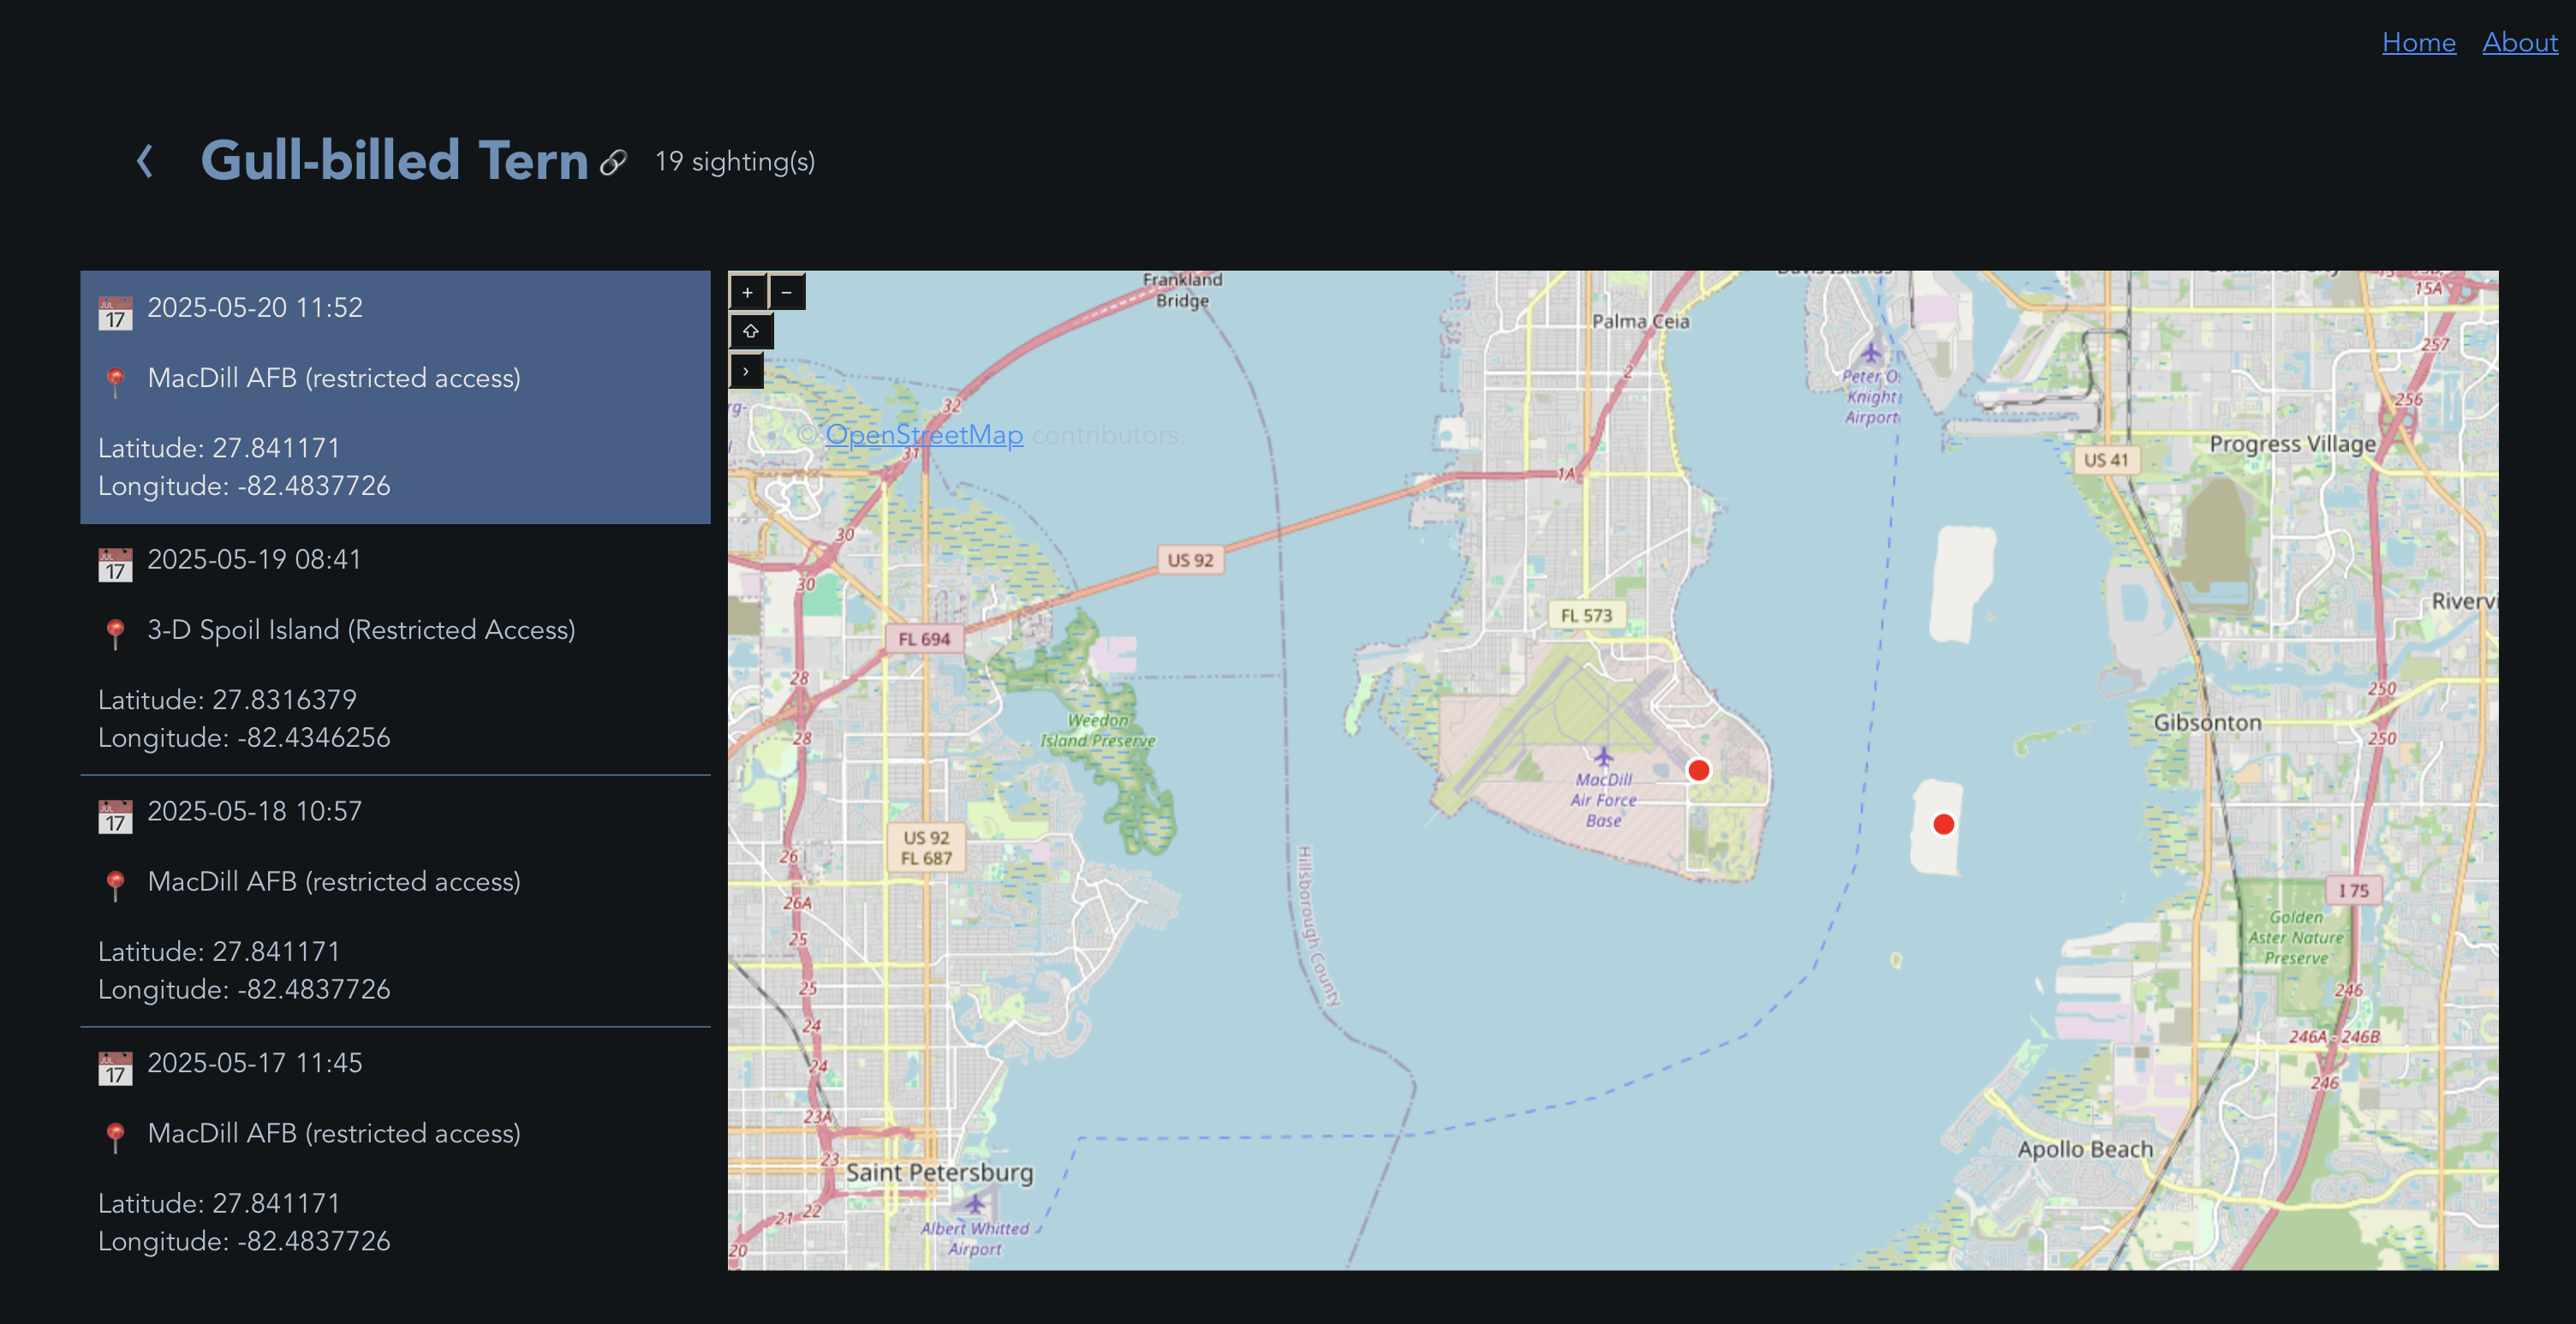 Home About
Gull-billed Tern 19 sighting(s)
2025-05-20 11:52
MacDill AFB (restricted access)
Latitude: 27.841171
Longitude: -82.4837726
2025-05-19 08:41
3-D Spoil Island (Restricted Access)
Latitude: 27.8316379
Longitude: -82.4346256
2025-05-18 10:57
MacDill AFB (restricted access)
Latitude: 27.841171
Longitude: -82.4837726
2025-05-17 11:45
MacDill AFB (restricted access)
Latitude: 27.841171
Longitude: -82.4837726
+ −
⇧
›
© OpenStreetMap contributors.
Frankland
Bridge
Palma Ceia
Peter O.
Knight
Airport
Progress Village
US 41
US 92
FL 573
FL 694
Riverv
Weedon
Island Preserve
Gibsonton
MacDill
Air Force
Base
US 92
FL 687
Hillsborough County
I 75
Golden
Aster Nature
Preserve
Apollo Beach
Saint Petersburg
Albert Whitted
Airport
15A
257
256
250
250
246
246A - 246B
246
2
1A
32
31
30
30
28
28
26
26A
25
25
24
24
23A
23
22
21
20